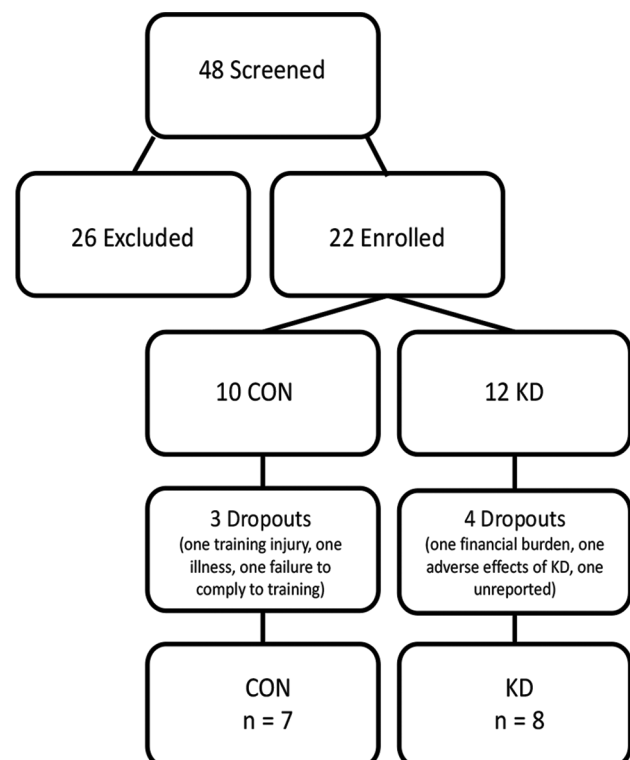 48 Screened
26 Excluded
22 Enrolled
10 CON
12 KD
3 Dropouts
(one training injury, one
illness, one failure to
comply to training)
4 Dropouts
(one financial burden, one
adverse effects of KD, one
unreported)
CON
n = 7
KD
n = 8